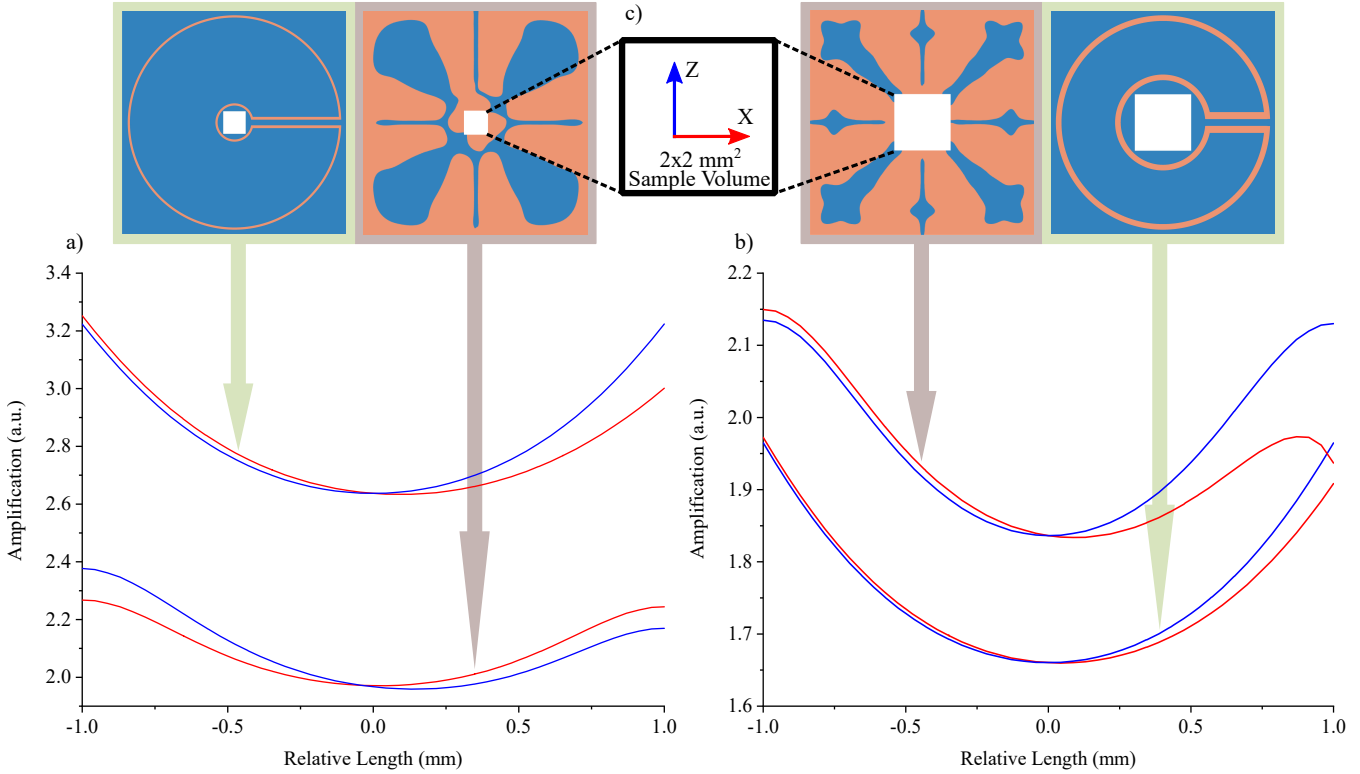 c)
Z
X
2x2 mm²
Sample Volume
a)
3.4
3.2
3.0
2.8
2.6
2.4
2.2
2.0
Amplification (a.u.)
-1.0
-0.5
0.0
0.5
1.0
Relative Length (mm)
b)
2.2
2.1
2.0
1.9
1.8
1.7
1.6
Amplification (a.u.)
-1.0
-0.5
0.0
0.5
1.0
Relative Length (mm)